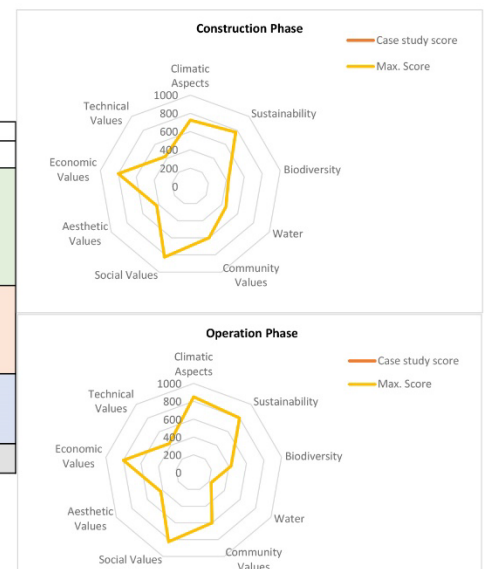 Construction Phase
Case study score
Max. Score
Climatic
Aspects
1000
800
600
400
200
0
Sustainability
Biodiversity
Water
Community
Values
Social Values
Aesthetic
Values
Economic
Values
Technical
Values
Operation Phase
Case study score
Max. Score
Climatic
Aspects
1000
800
600
400
200
0
Sustainability
Biodiversity
Water
Community
Values
Social Values
Aesthetic
Values
Economic
Values
Technical
Values